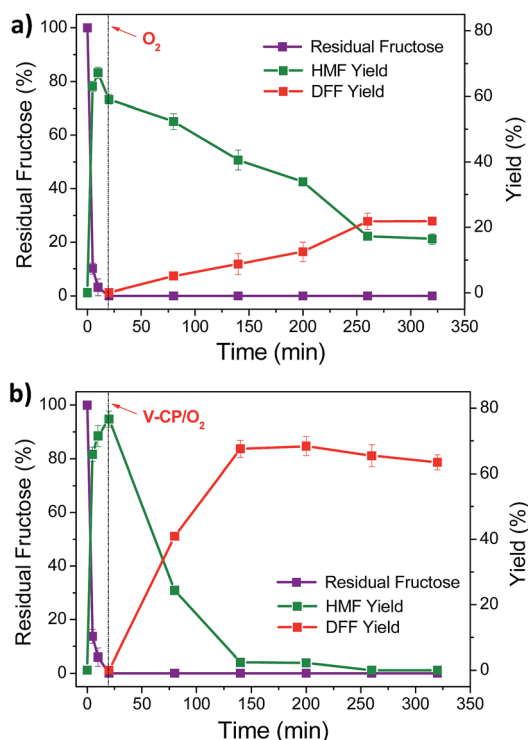 a)
O₂
Residual Fructose
HMF Yield
DFF Yield
Residual Fructose (%)
100
80
60
40
20
0
Yield (%)
80
60
40
20
0
0 50 100 150 200 250 300 350
Time (min)
b)
V-CP/O₂
Residual Fructose
HMF Yield
DFF Yield
Residual Fructose (%)
100
80
60
40
20
0
Yield (%)
80
60
40
20
0
0 50 100 150 200 250 300 350
Time (min)